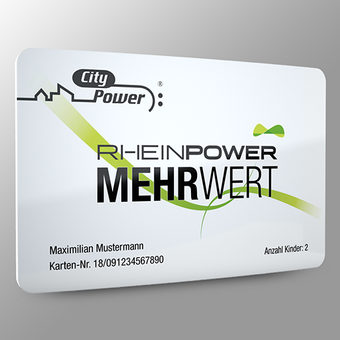 City
Power ®
RHEINPOWER
MEHRWERT
Maximilian Mustermann
Karten-Nr. 18/091234567890
Anzahl Kinder: 2